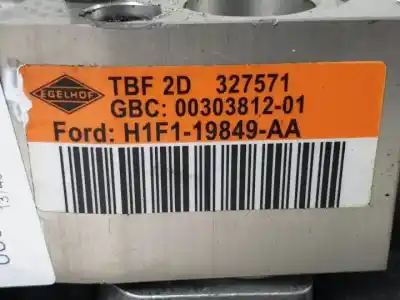 EGELHOF
TBF 2D 327571
GBC: 00303812-01
Ford: H1F1-19849-AA